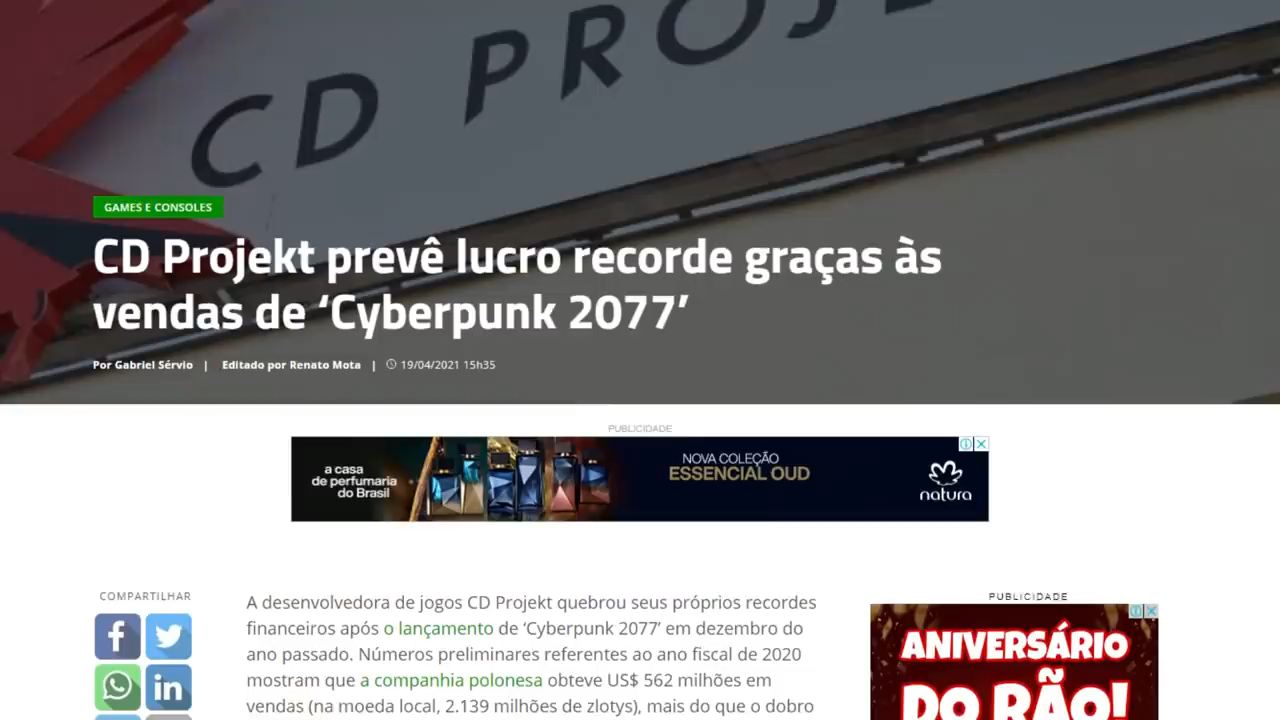 CD PROJE
GAMES E CONSOLES
CD Projekt prevê lucro recorde graças às
vendas de ‘Cyberpunk 2077’
Por Gabriel Sérvio | Editado por Renato Mota | 19/04/2021 15h35
PUBLICIDADE
a casa
de perfumaria
do Brasil
NOVA COLEÇÃO
ESSENCIAL OUD
natura
COMPARTILHAR
A desenvolvedora de jogos CD Projekt quebrou seus próprios recordes
financeiros após o lançamento de ‘Cyberpunk 2077’ em dezembro do
ano passado. Números preliminares referentes ao ano fiscal de 2020
mostram que a companhia polonesa obteve US$ 562 milhões em
vendas (na moeda local, 2.139 milhões de zlotys), mais do que o dobro
PUBLICIDADE
ANIVERSÁRIO
DO RÃO!